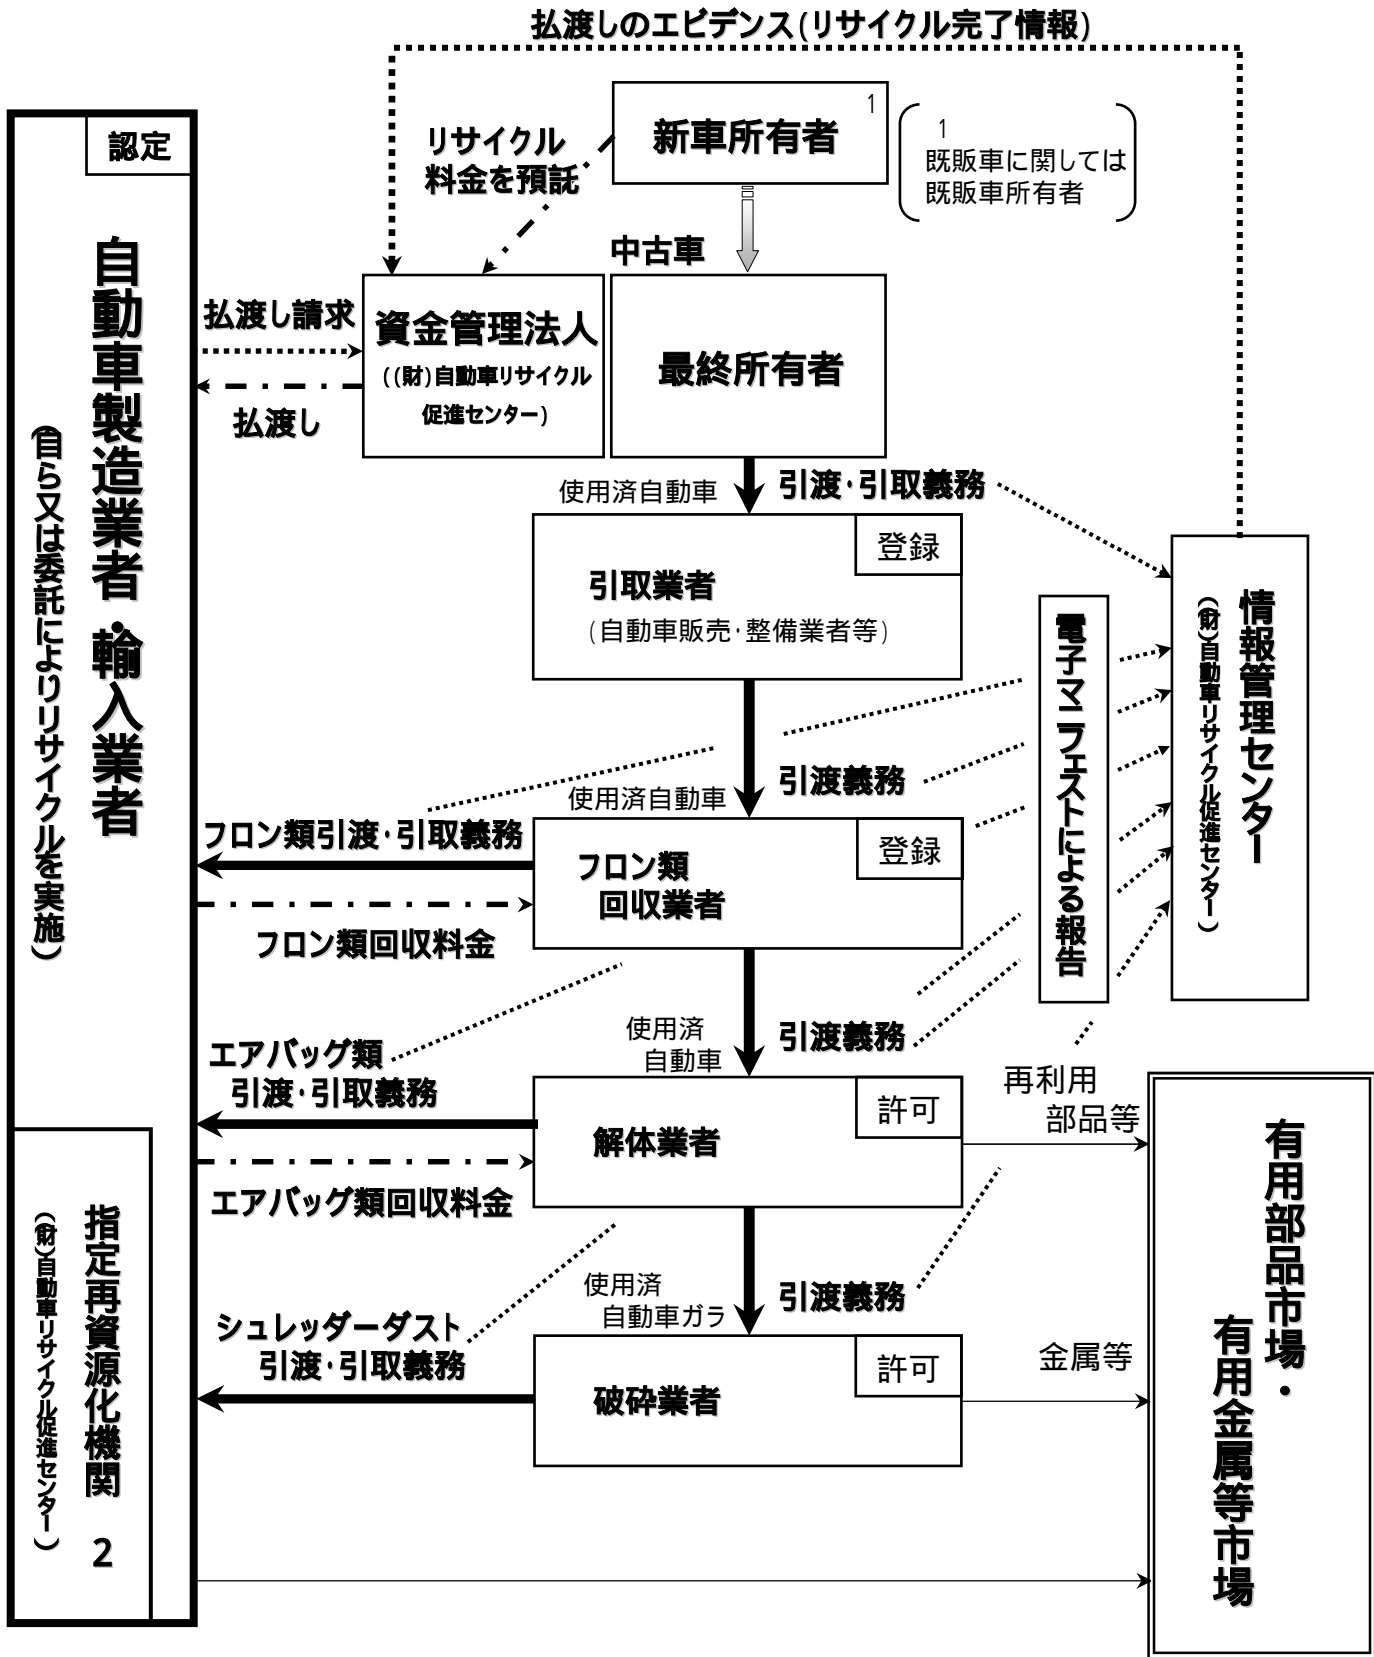 払渡しのエビデンス(リサイクル完了情報)
認定
自動車製造業者・輸入業者
(自ら又は委託によりリサイクルを実施)
リサイクル
料金を預託
新車所有者
1
1
既販車に関しては
既販車所有者
中古車
払渡し請求
払渡し
資金管理法人
((財)自動車リサイクル
促進センター)
最終所有者
使用済自動車
引渡・引取義務
登録
引取業者
(自動車販売・整備業者等)
電子マニフェストによる報告
情報管理センター
((財)自動車リサイクル促進センター)
使用済自動車
引渡義務
フロン類引渡・引取義務
登録
フロン類
回収業者
フロン類回収料金
使用済
自動車
引渡義務
エアバッグ類
引渡・引取義務
許可
解体業者
エアバッグ類回収料金
再利用
部品等
使用済
自動車ガラ
引渡義務
シュレッダーダスト
引渡・引取義務
許可
破砕業者
金属等
指定再資源化機関 2
((財)自動車リサイクル促進センター)
有用部品市場・
有用金属等市場